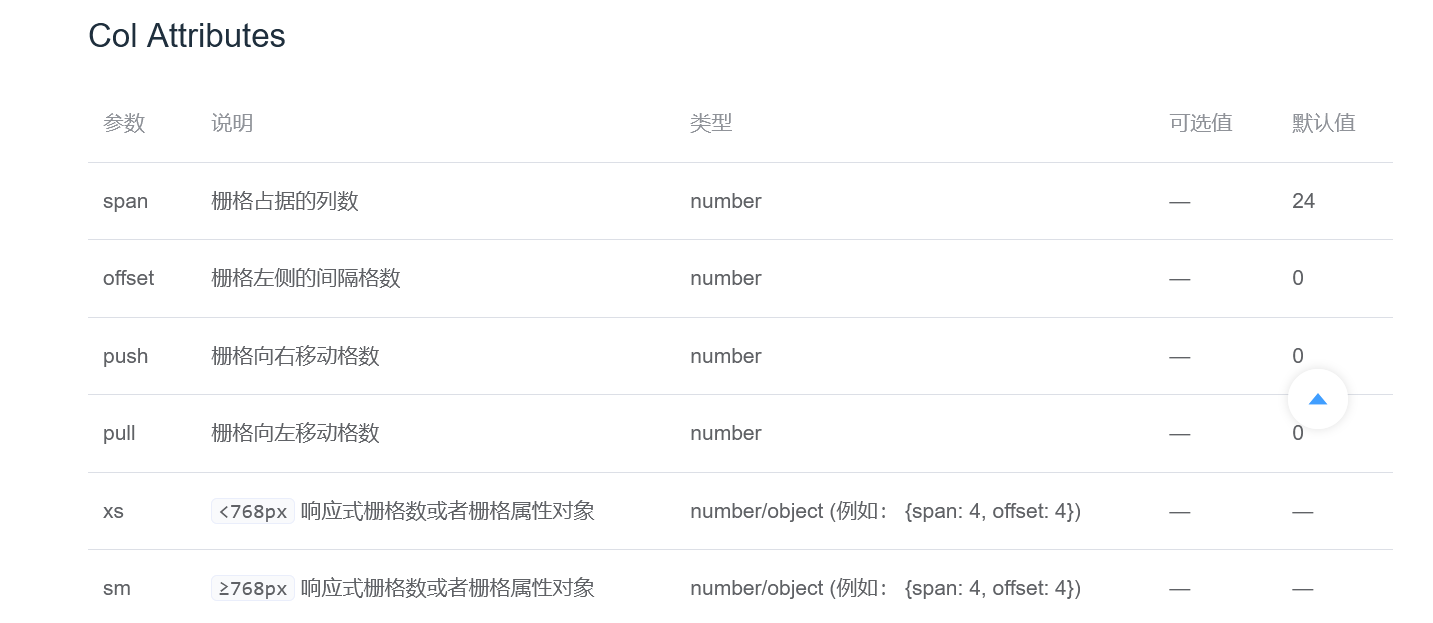 Col Attributes
参数 说明 类型 可选值 默认值
span 栅格占据的列数 number — 24
offset 栅格左侧的间隔格数 number — 0
push 栅格向右移动格数 number — 0
pull 栅格向左移动格数 number — 0
xs <768px 响应式栅格数或者栅格属性对象 number/object (例如： {span: 4, offset: 4}) — —
sm ≥768px 响应式栅格数或者栅格属性对象 number/object (例如： {span: 4, offset: 4}) — —